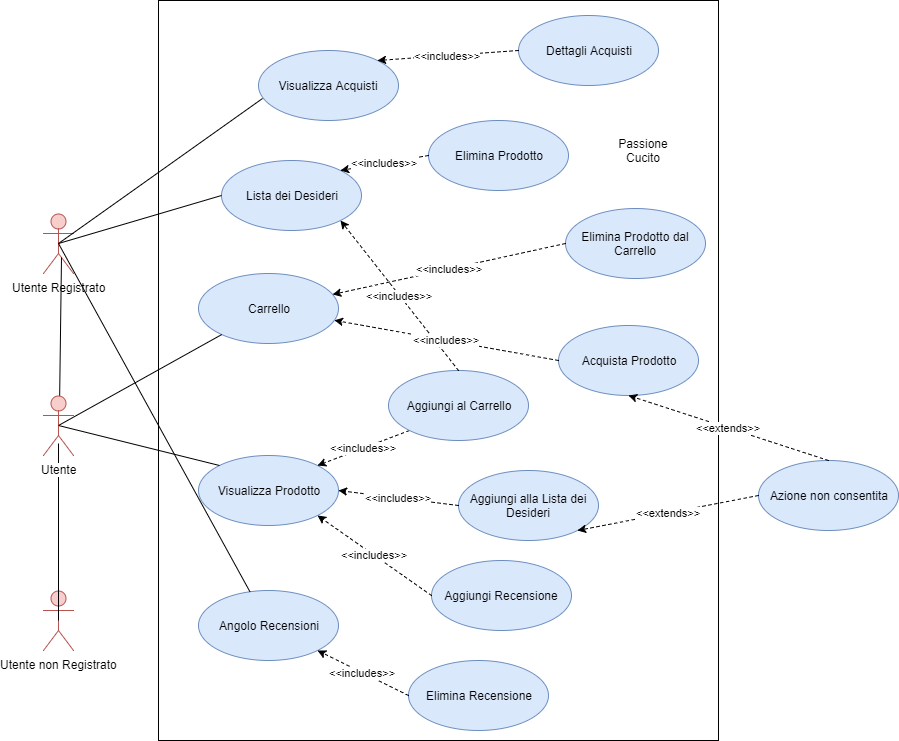 Dettagli Acquisti
<<includes>>
Visualizza Acquisti
Passione
Cucito
Elimina Prodotto
<<includes>>
Lista dei Desideri
Elimina Prodotto dal
Carrello
<<includes>>
Utente Registrato
<<includes>>
Carrello
<<includes>>
Acquista Prodotto
Aggiungi al Carrello
<<extends>>
<<includes>>
Utente
Visualizza Prodotto
<<includes>>
Aggiungi alla Lista dei
Desideri
Azione non consentita
<<extends>>
<<includes>>
Aggiungi Recensione
Angolo Recensioni
Utente non Registrato
<<includes>>
Elimina Recensione